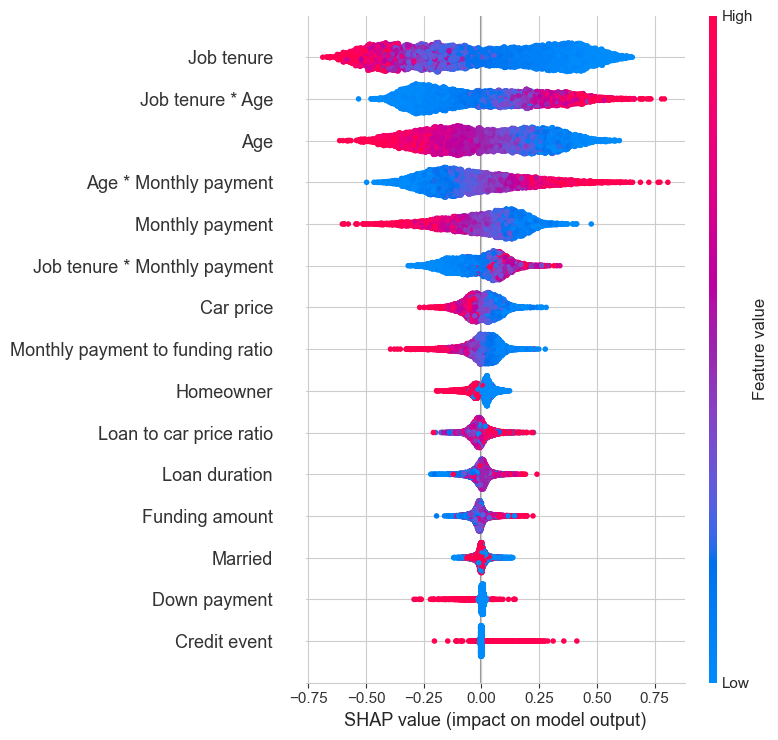 High
Job tenure
Job tenure * Age
Age
Age * Monthly payment
Monthly payment
Job tenure * Monthly payment
Car price
Monthly payment to funding ratio
Homeowner
Loan to car price ratio
Loan duration
Funding amount
Married
Down payment
Credit event
Feature value
Low
−0.75 −0.50 −0.25 0.00 0.25 0.50 0.75
SHAP value (impact on model output)